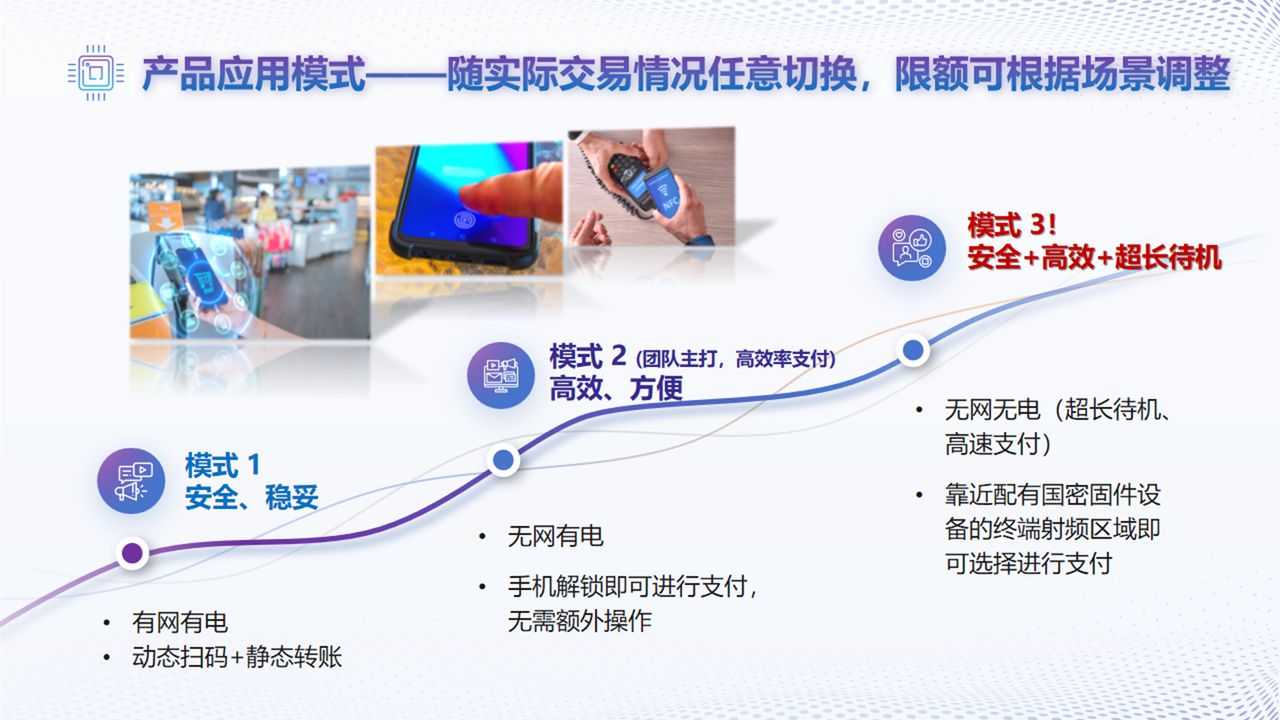 产品应用模式——随实际交易情况任意切换，限额可根据场景调整
NFC
模式 1
安全、稳妥
有网有电
动态扫码+静态转账
模式 2 (团队主打，高效率支付)
高效、方便
无网有电
手机解锁即可进行支付，
无需额外操作
模式 3！
安全+高效+超长待机
无网无电（超长待机、
高速支付）
靠近配有国密固件设
备的终端射频区域即
可选择进行支付